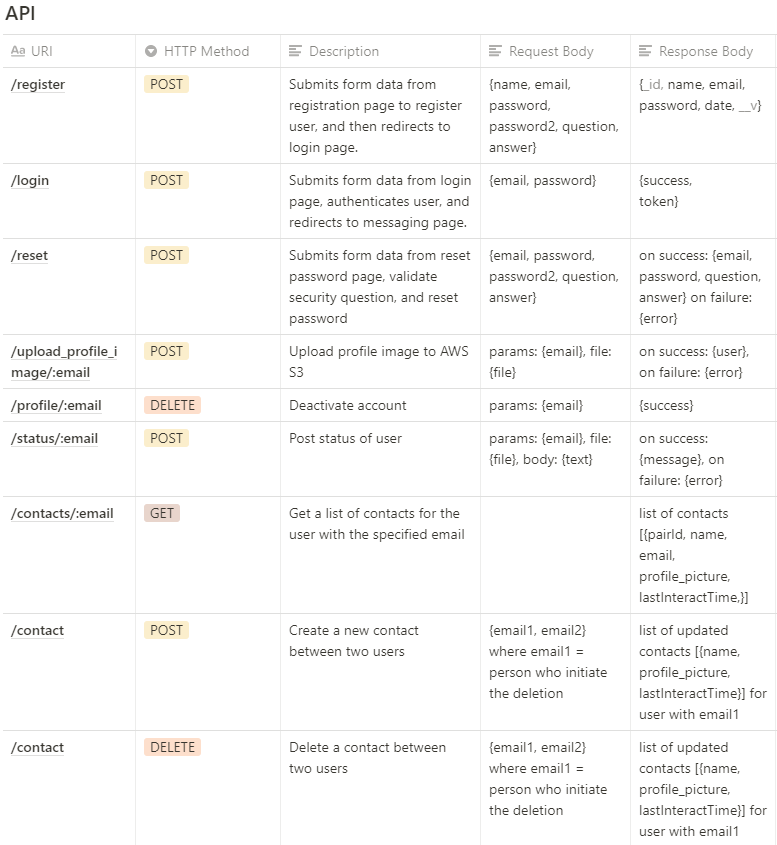 API
Aa URI
HTTP Method
Description
Request Body
Response Body
/register
POST
Submits form data from
registration page to register
user, and then redirects to
login page.
{name, email,
password,
password2, question,
answer}
{_id, name, email,
password, date, __v}
/login
POST
Submits form data from login
page, authenticates user, and
redirects to messaging page.
{email, password}
{success,
token}
/reset
POST
Submits form data from reset
password page, validate
security question, and reset
password
{email, password,
password2, question,
answer}
on success: {email,
password, question,
answer} on failure:
{error}
/upload_profile_i
mage/:email
POST
Upload profile image to AWS
S3
params: {email}, file:
{file}
on success: {user},
on failure: {error}
/profile/:email
DELETE
Deactivate account
params: {email}
{success}
/status/:email
POST
Post status of user
params: {email}, file:
{file}, body: {text}
on success:
{message}, on
failure: {error}
/contacts/:email
GET
Get a list of contacts for the
user with the specified email
list of contacts
[{pairId, name,
email,
profile_picture,
lastInteractTime,}]
/contact
POST
Create a new contact
between two users
{email1, email2}
where email1 =
person who initiate
the deletion
list of updated
contacts [{name,
profile_picture,
lastInteractTime}] for
user with email1
/contact
DELETE
Delete a contact between
two users
{email1, email2}
where email1 =
person who initiate
the deletion
list of updated
contacts [{name,
profile_picture,
lastInteractTime}] for
user with email1